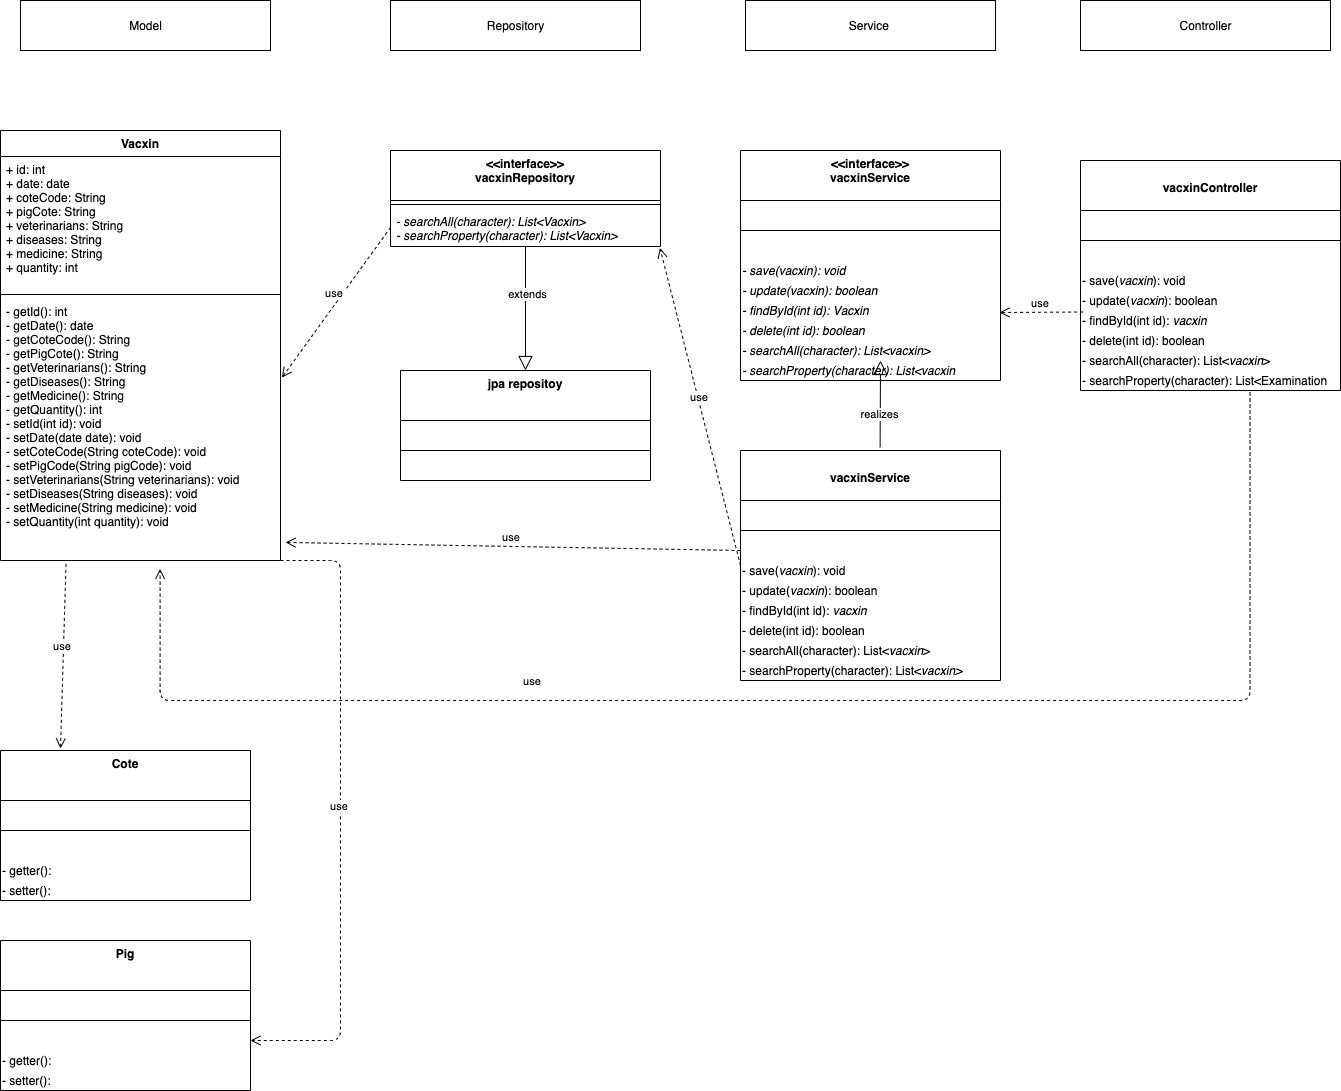 Model
Repository
Service
Controller
Vacxin
+ id: int
+ date: date
+ coteCode: String
+ pigCote: String
+ veterinarians: String
+ diseases: String
+ medicine: String
+ quantity: int
- getId(): int
- getDate(): date
- getCoteCode(): String
- getPigCote(): String
- getVeterinarians(): String
- getDiseases(): String
- getMedicine(): String
- getQuantity(): int
- setId(int id): void
- setDate(date date): void
- setCoteCode(String coteCode): void
- setPigCode(String pigCode): void
- setVeterinarians(String veterinarians): void
- setDiseases(String diseases): void
- setMedicine(String medicine): void
- setQuantity(int quantity): void
use
<<interface>>
vacxinRepository
- searchAll(character): List<Vacxin>
- searchProperty(character): List<Vacxin>
extends
jpa repositoy
use
<<interface>>
vacxinService
- save(vacxin): void
- update(vacxin): boolean
- findById(int id): Vacxin
- delete(int id): boolean
- searchAll(character): List<vacxin>
- searchProperty(character): List<vacxin
realizes
use
vacxinController
- save(vacxin): void
- update(vacxin): boolean
- findById(int id): vacxin
- delete(int id): boolean
- searchAll(character): List<vacxin>
- searchProperty(character): List<Examination
vacxinService
- save(vacxin): void
- update(vacxin): boolean
- findById(int id): vacxin
- delete(int id): boolean
- searchAll(character): List<vacxin>
- searchProperty(character): List<vacxin>
use
use
use
use
Cote
- getter():
- setter():
Pig
- getter():
- setter():